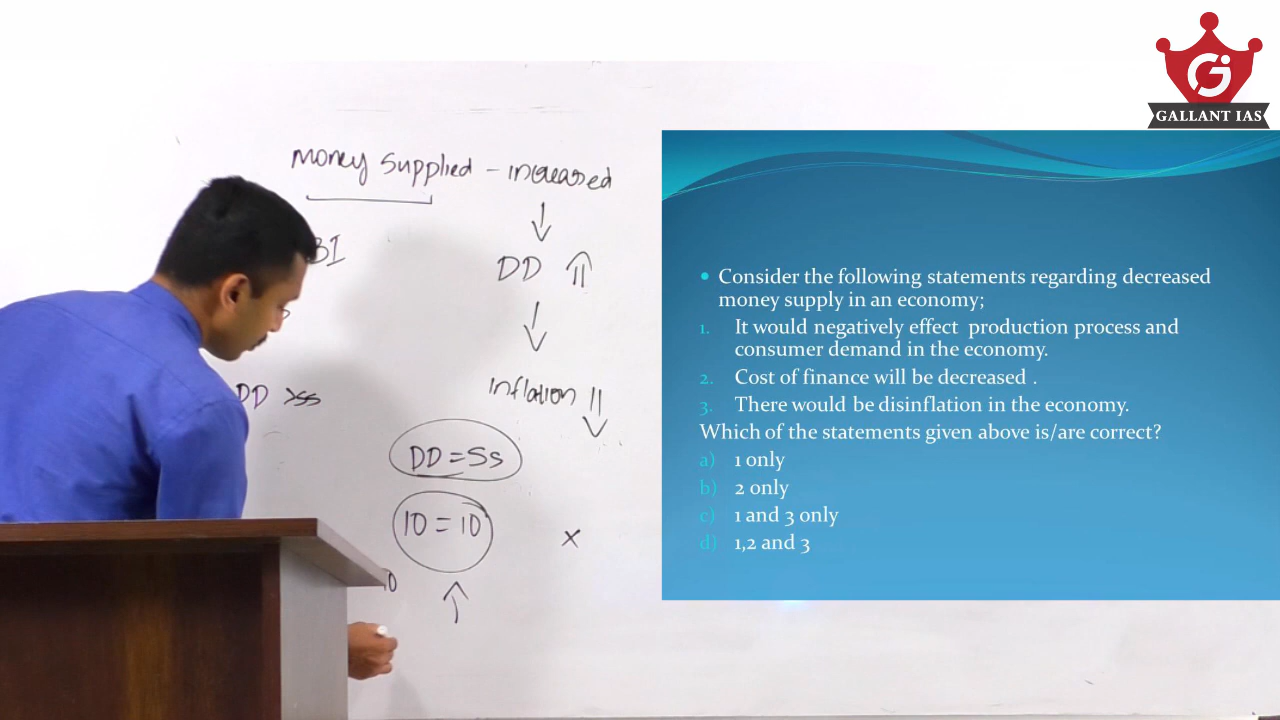 GALLANT IAS
Money supplied - increased
BI
DD ⇑
Inflation
DD >ss
DD = Ss
10 = 10
x
Consider the following statements regarding decreased
money supply in an economy;
1. It would negatively effect production process and
consumer demand in the economy.
2. Cost of finance will be decreased .
3. There would be disinflation in the economy.
Which of the statements given above is/are correct?
a) 1 only
b) 2 only
c) 1 and 3 only
d) 1,2 and 3